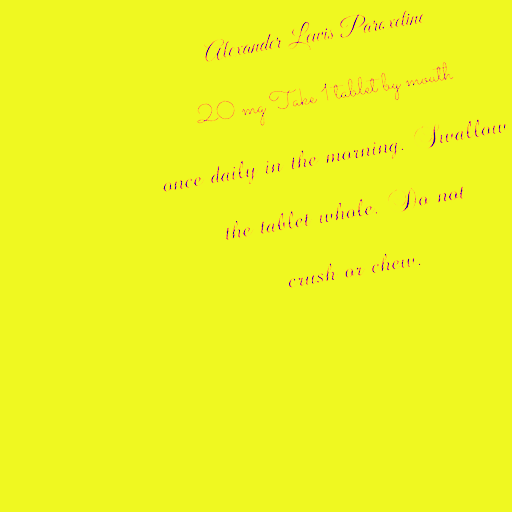 Alexander Lewis Paroxetine
20 mg Take 1 tablet by mouth
once daily in the morning. Swallow
the tablet whole. Do not
crush or chew.